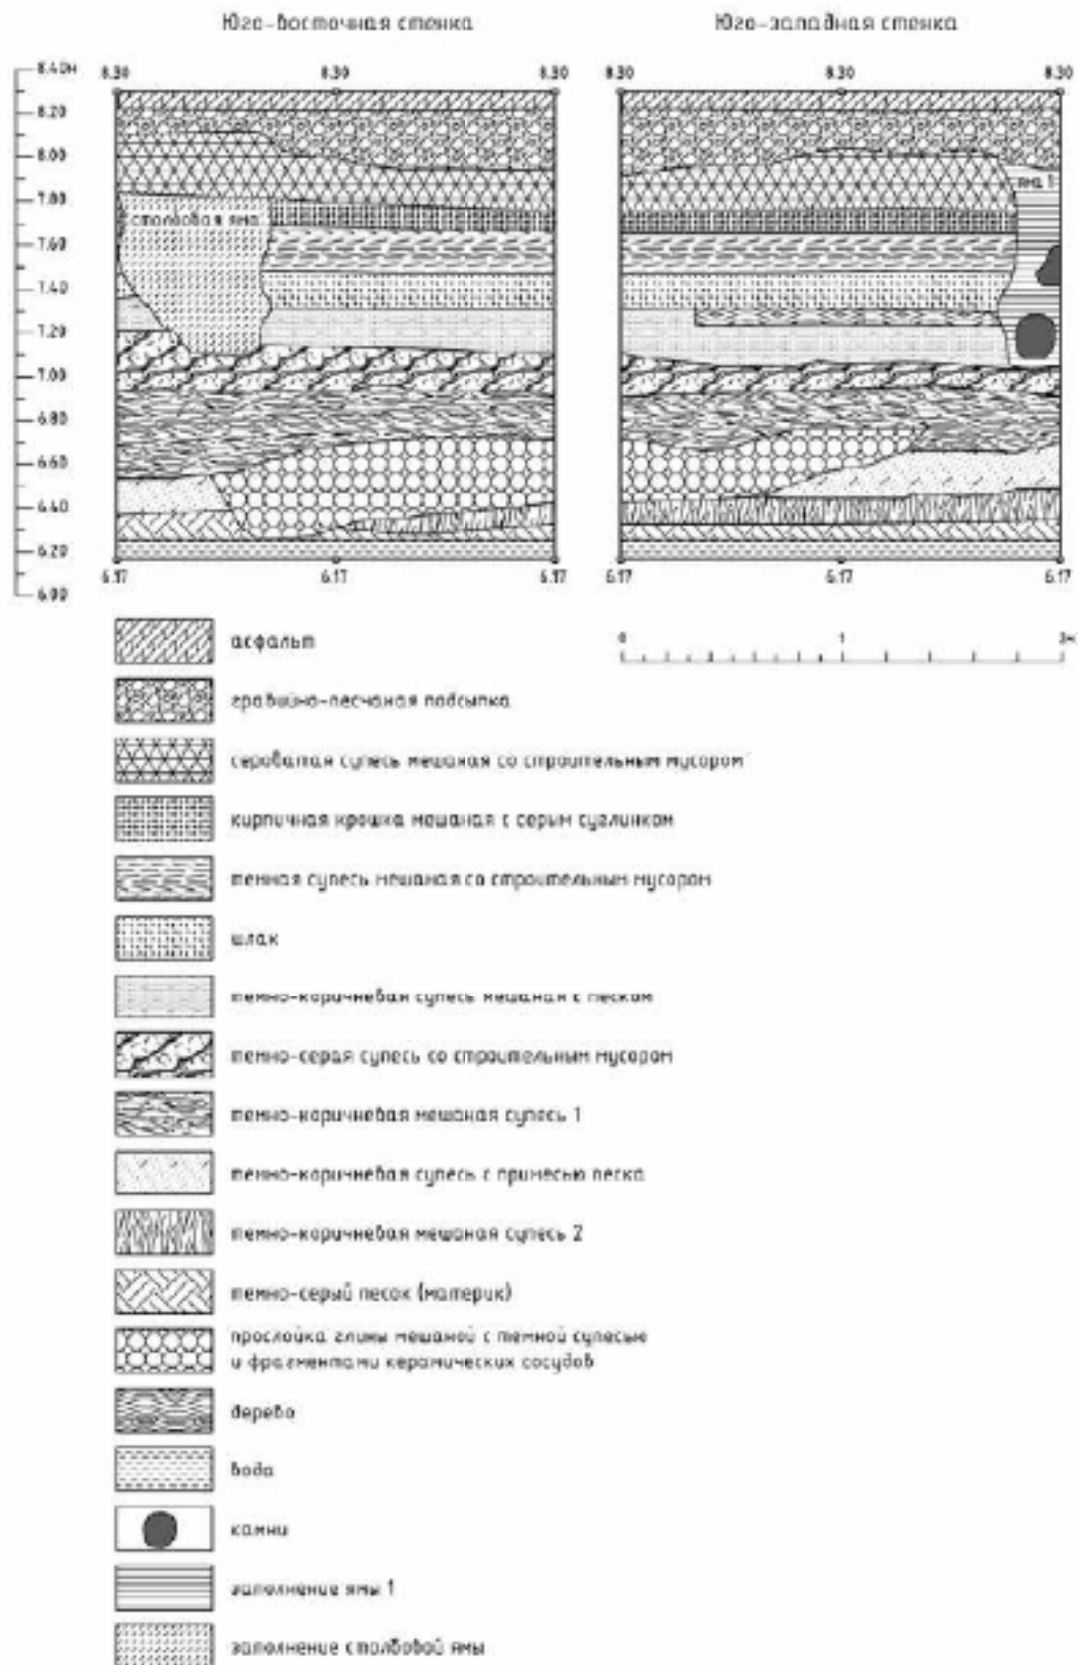 Юго-восточная стенка
Юго-западная стенка
8.40м
8.30
8.30
8.30
8.30
8.30
8.30
8.20
8.00
7.80
столбовая яма
яма 1
7.60
7.40
7.20
7.00
6.80
6.60
6.40
6.20
6.17
6.17
6.17
6.17
6.17
6.17
6.00
0
1
2м
асфальт
гравийно-песчаная подсыпка
сероватая супесь мешаная со строительным мусором
кирпичная крошка мешаная с серым суглинком
темная супесь мешаная со строительным мусором
шлак
темно-коричневая супесь мешаная с песком
темно-серая супесь со строительным мусором
темно-коричневая мешаная супесь 1
темно-коричневая супесь с примесью песка
темно-коричневая мешаная супесь 2
темно-серый песок (материк)
прослойка глины мешаной с темной супесью
и фрагментами керамических сосудов
дерево
вода
камни
заполнение ямы 1
заполнение столбовой ямы